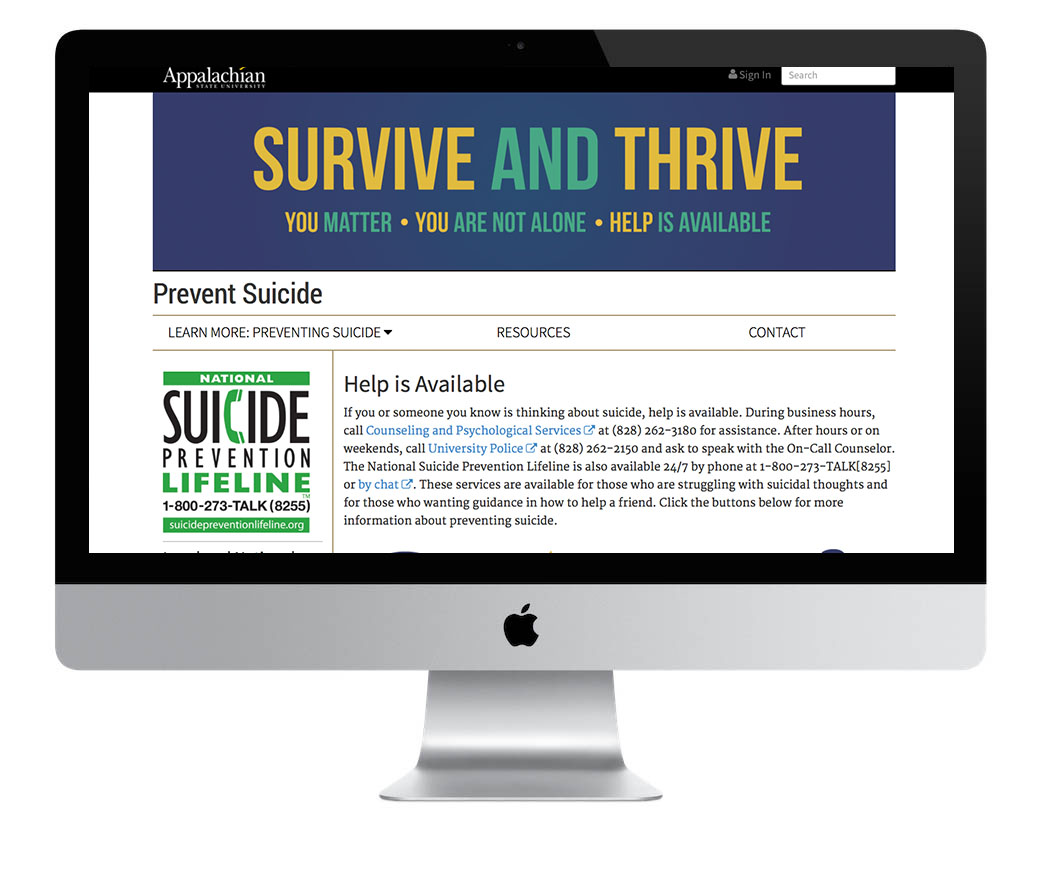 Appalachian
STATE UNIVERSITY
Sign In
Search
SURVIVE AND THRIVE
YOU MATTER • YOU ARE NOT ALONE • HELP IS AVAILABLE
Prevent Suicide
LEARN MORE: PREVENTING SUICIDE
RESOURCES
CONTACT
NATIONAL
SUICIDE
PREVENTION
LIFELINE
TM
1-800-273-TALK (8255)
suicidepreventionlifeline.org
Help is Available
If you or someone you know is thinking about suicide, help is available. During business hours,
call Counseling and Psychological Services at (828) 262-3180 for assistance. After hours or on
weekends, call University Police at (828) 262-2150 and ask to speak with the On-Call Counselor.
The National Suicide Prevention Lifeline is also available 24/7 by phone at 1-800-273-TALK[8255]
or by chat. These services are available for those who are struggling with suicidal thoughts and
for those who wanting guidance in how to help a friend. Click the buttons below for more
information about preventing suicide.